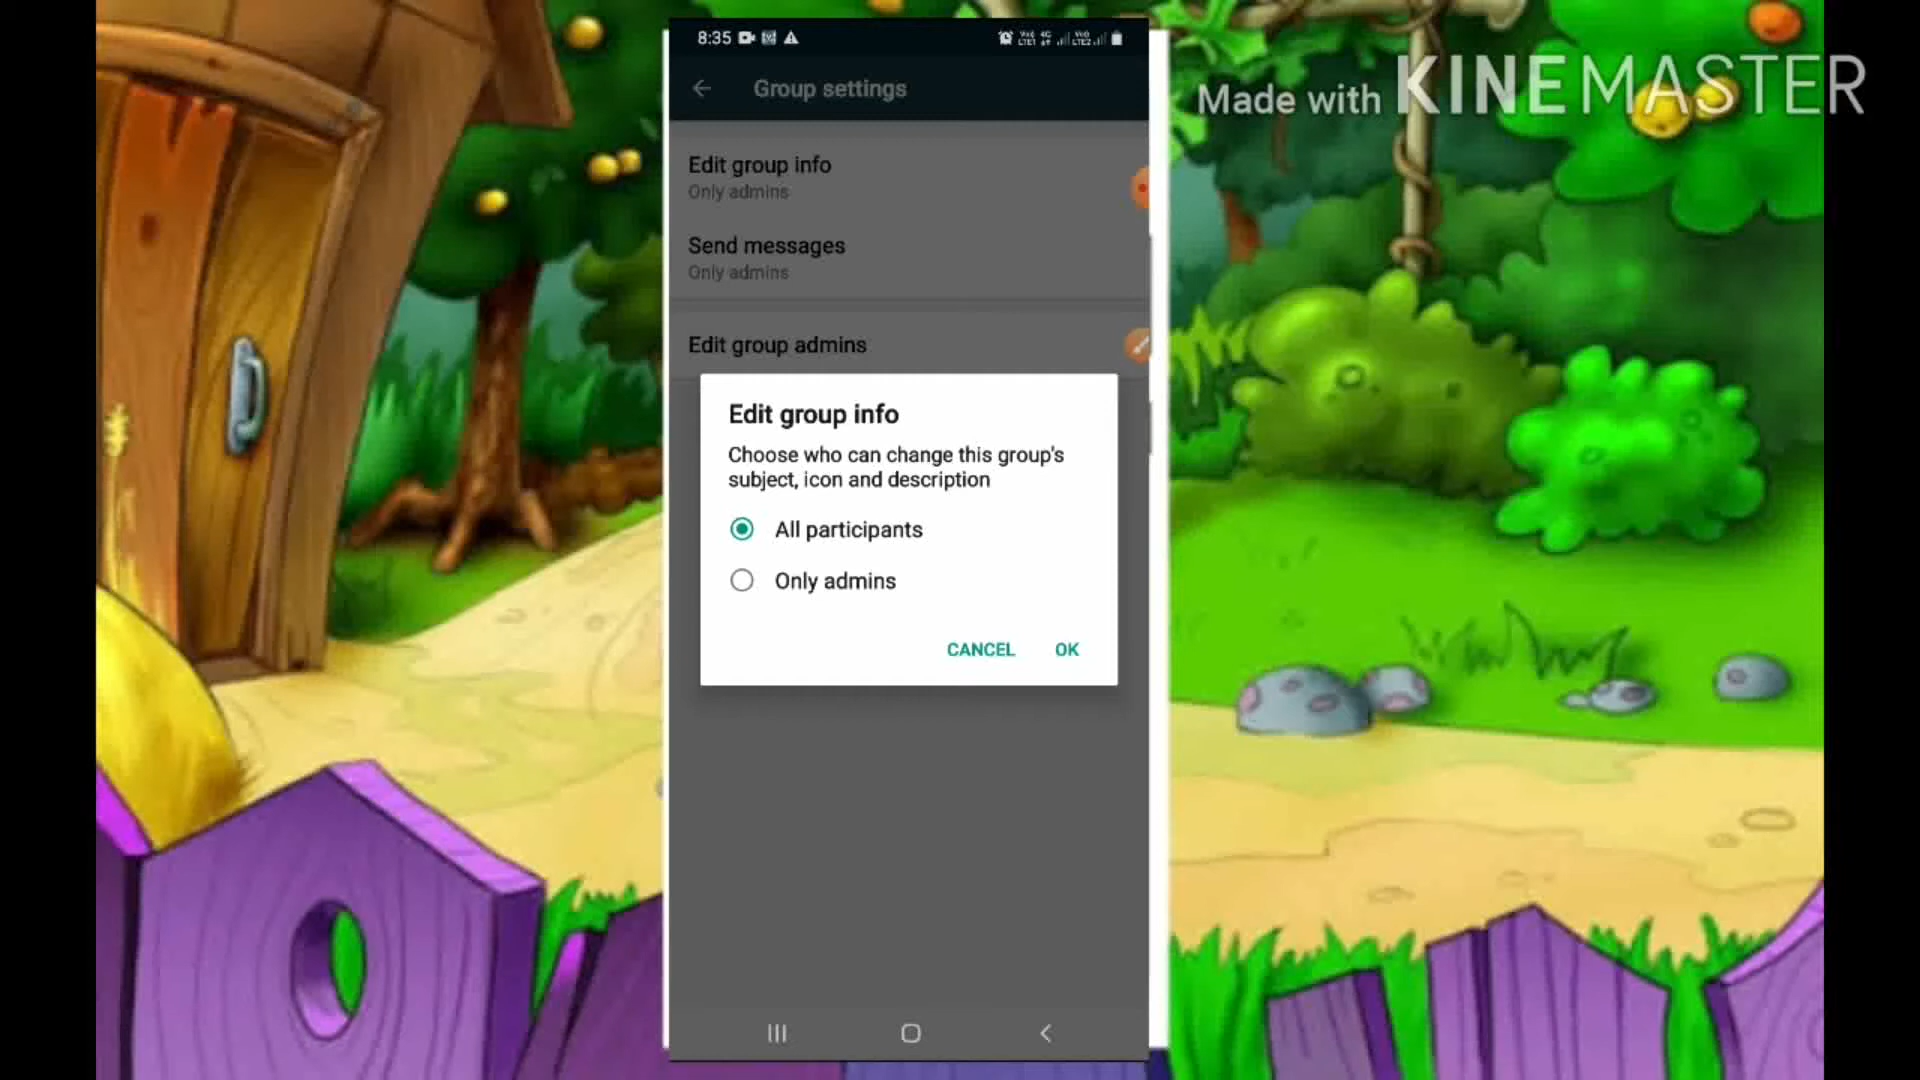 8:35
Group settings
Made with KINEMASTER
Edit group info
Only admins
Send messages
Only admins
Edit group admins
Edit group info
Choose who can change this group's
subject, icon and description
All participants
Only admins
CANCEL OK